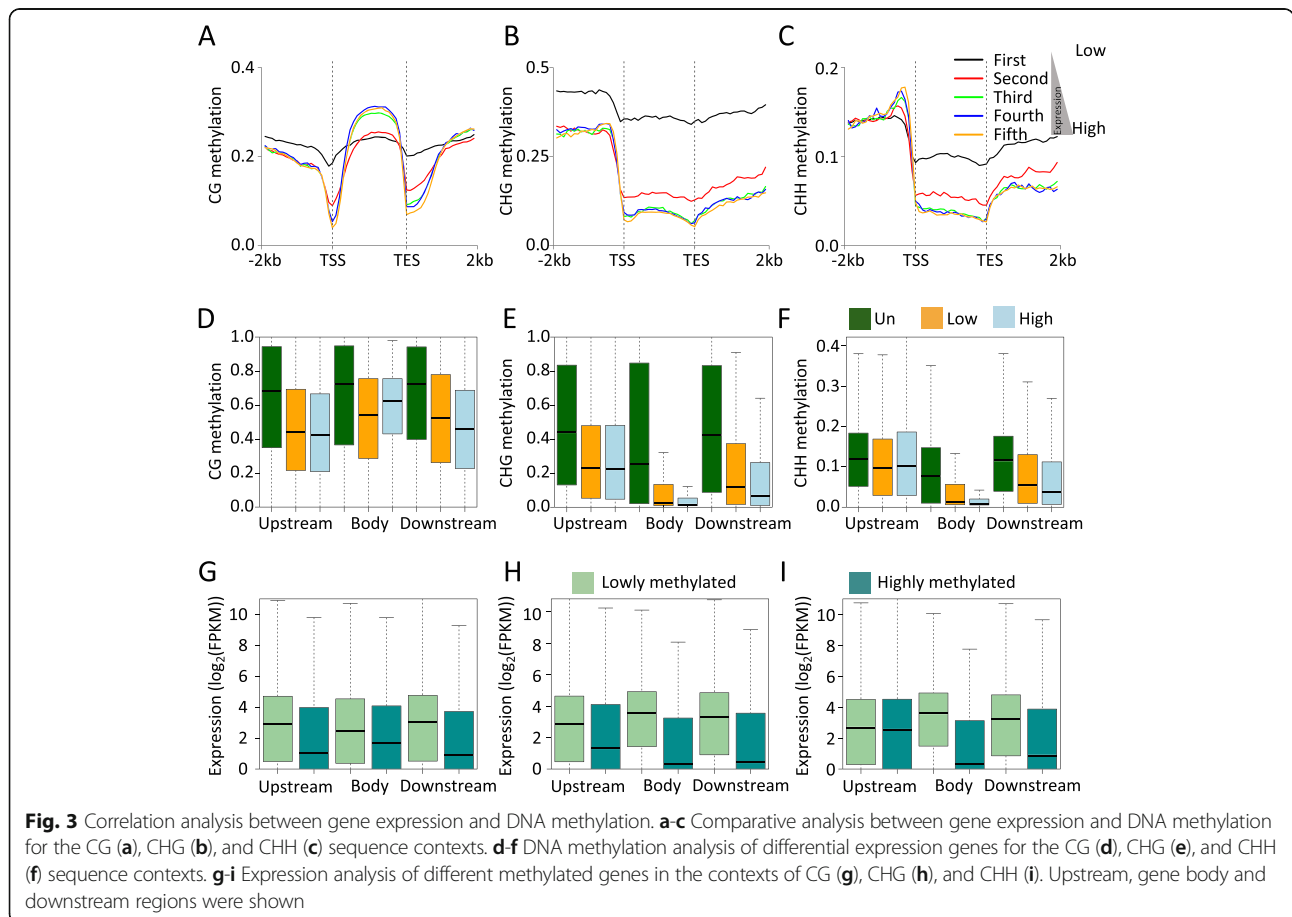 A
B
C
CG methylation
0.4
0.2
0.0
-2kb
TSS
TES
2kb
CHG methylation
0.5
0.25
0.0
-2kb
TSS
TES
2kb
CHH methylation
0.2
0.1
0.0
-2kb
TSS
TES
2kb
First
Second
Third
Fourth
Fifth
Low
Expression
High
D
E
F
Un
Low
High
CG methylation
1.0
0.8
0.6
0.4
0.2
0.0
Upstream Body Downstream
CHG methylation
1.0
0.8
0.6
0.4
0.2
0.0
Upstream Body Downstream
CHH methylation
0.4
0.3
0.2
0.1
0.0
Upstream Body Downstream
G
H
I
Lowly methylated
Highly methylated
Expression (log2(FPKM))
10
8
6
4
2
0
Upstream Body Downstream
Expression (log2(FPKM))
10
8
6
4
2
0
Upstream Body Downstream
Expression (log2(FPKM))
10
8
6
4
2
0
Upstream Body Downstream
Fig. 3 Correlation analysis between gene expression and DNA methylation. a-c Comparative analysis between gene expression and DNA methylation
for the CG (a), CHG (b), and CHH (c) sequence contexts. d-f DNA methylation analysis of differential expression genes for the CG (d), CHG (e), and CHH
(f) sequence contexts. g-i Expression analysis of different methylated genes in the contexts of CG (g), CHG (h), and CHH (i). Upstream, gene body and
downstream regions were shown